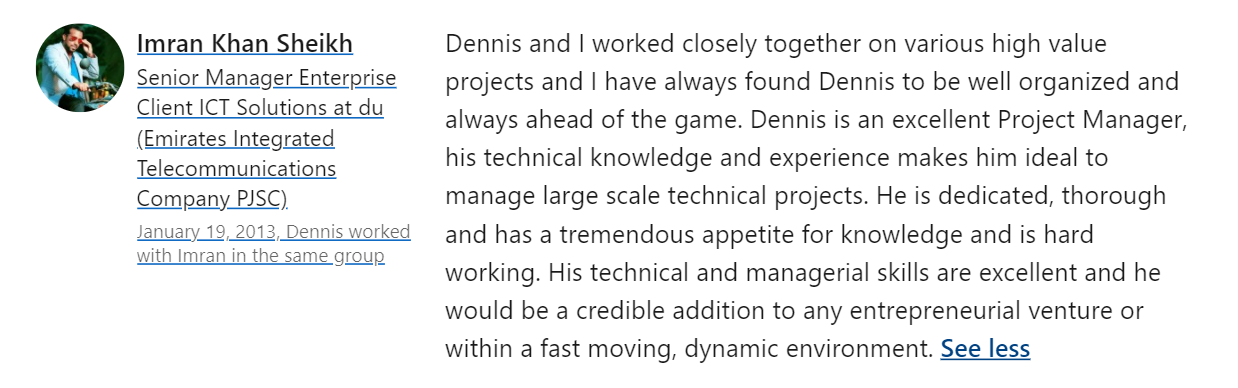 Imran Khan Sheikh
Senior Manager Enterprise
Client ICT Solutions at du
(Emirates Integrated
Telecommunications
Company PJSC)
January 19, 2013, Dennis worked
with Imran in the same group
Dennis and I worked closely together on various high value
projects and I have always found Dennis to be well organized and
always ahead of the game. Dennis is an excellent Project Manager,
his technical knowledge and experience makes him ideal to
manage large scale technical projects. He is dedicated, thorough
and has a tremendous appetite for knowledge and is hard
working. His technical and managerial skills are excellent and he
would be a credible addition to any entrepreneurial venture or
within a fast moving, dynamic environment. See less